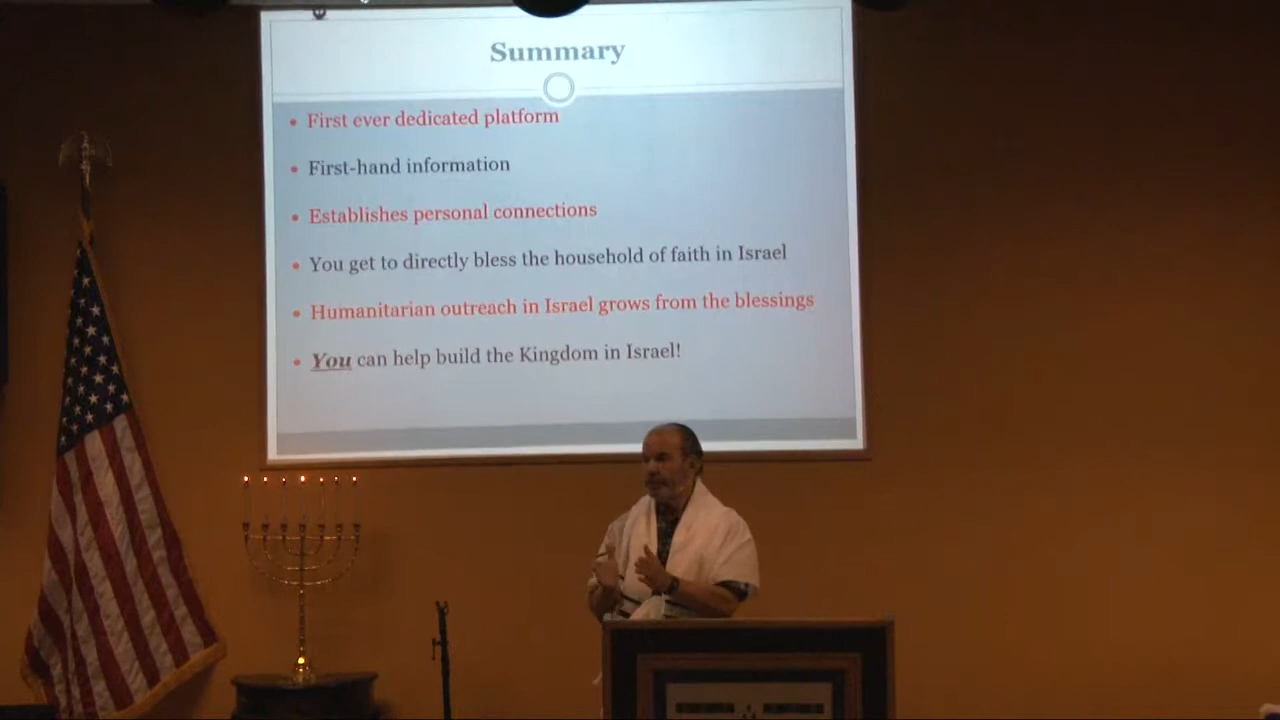 Summary
First ever dedicated platform
First-hand information
Establishes personal connections
You get to directly bless the household of faith in Israel
Humanitarian outreach in Israel grows from the blessings
You can help build the Kingdom in Israel!